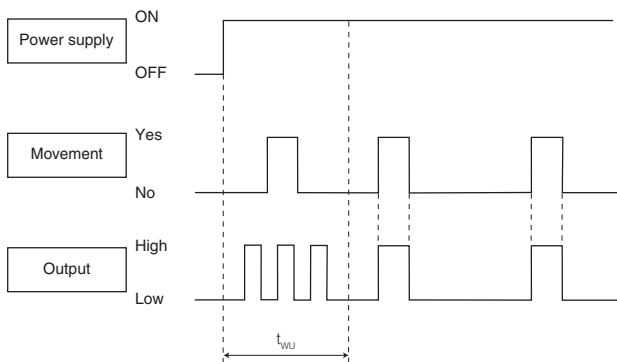 Power supply
ON
OFF
Movement
Yes
No
Output
High
Low
tWU